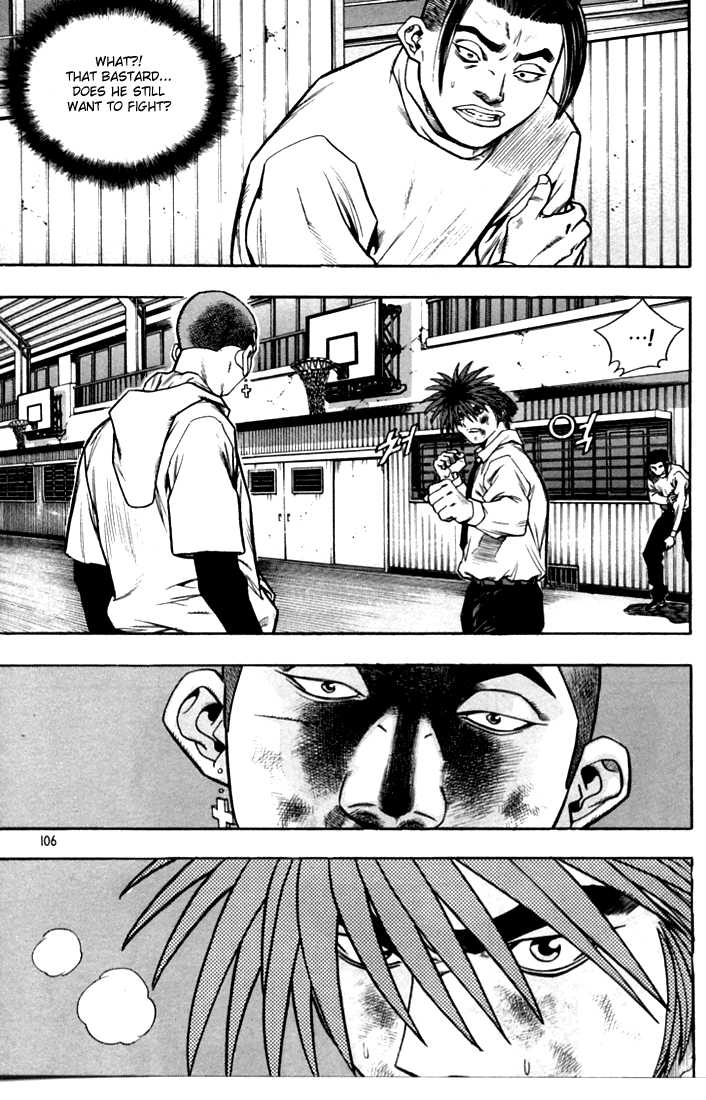 WHAT?!
THAT BASTARD...
DOES HE STILL
WANT TO FIGHT?
...!
106